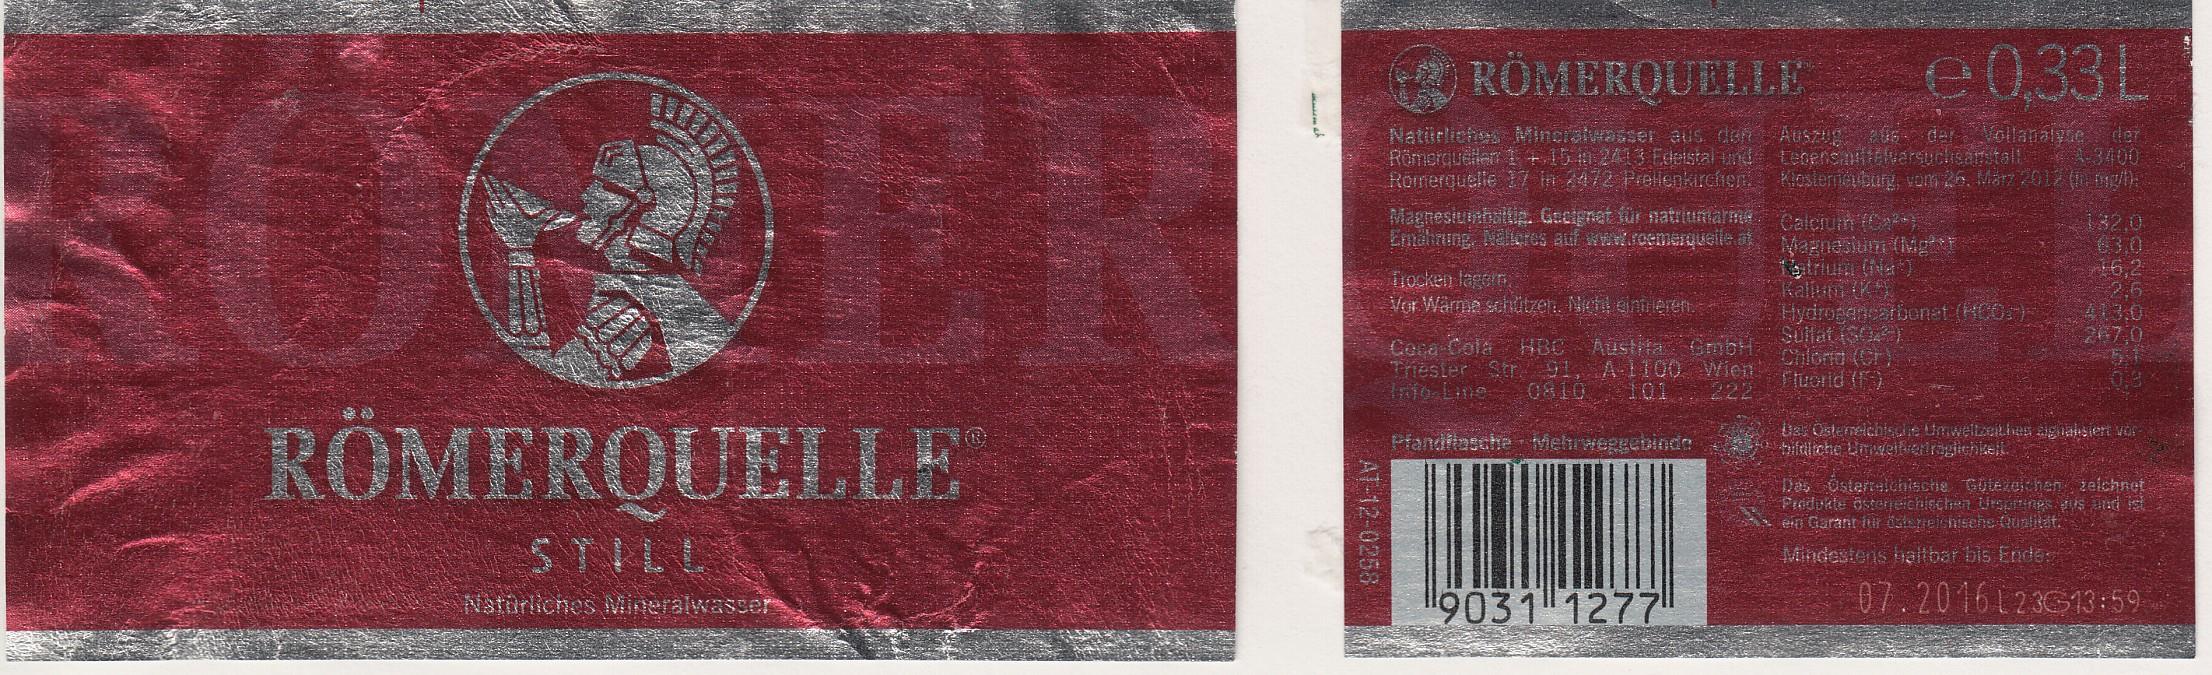 RÖMERQUELLE®
STILL
Natürliches Mineralwasser
RÖMERQUELLE®
℮ 0,33 L
Natürliches Mineralwasser aus den
Römerquellen 1 + 15 in 2413 Edelstal und
Römerquelle 17 in 2472 Prellenkirchen.
Magnesiumhaltig. Geeignet für natriumarme
Ernährung. Näheres auf www.roemerquelle.at
Trocken lagern.
Vor Wärme schützen. Nicht einfrieren.
Coca-Cola HBC Austria GmbH
Triester Str. 91, A-1100 Wien
Info-Line 0810 101 222
Pfandflasche · Mehrweggebinde
AT-12-0258
9031 1277
Auszug aus der Vollanalyse der
Lebensmittelversuchsanstalt A-3400
Klosterneuburg, vom 26. März 2012 (in mg/l):
Calcium (Ca²⁺) 132,0
Magnesium (Mg²⁺) 63,0
Natrium (Na⁺) 16,2
Kalium (K⁺) 2,6
Hydrogencarbonat (HCO₃⁻) 413,0
Sulfat (SO₄²⁻) 267,0
Chlorid (Cl⁻) 5,1
Fluorid (F⁻) 0,3
Das Österreichische Umweltzeichen signalisiert vor-
bildliche Umweltverträglichkeit.
Das Österreichische Gütezeichen zeichnet
Produkte österreichischen Ursprungs aus und ist
ein Garant für österreichische Qualität.
Mindestens haltbar bis Ende:
07.2016 L23G13:59